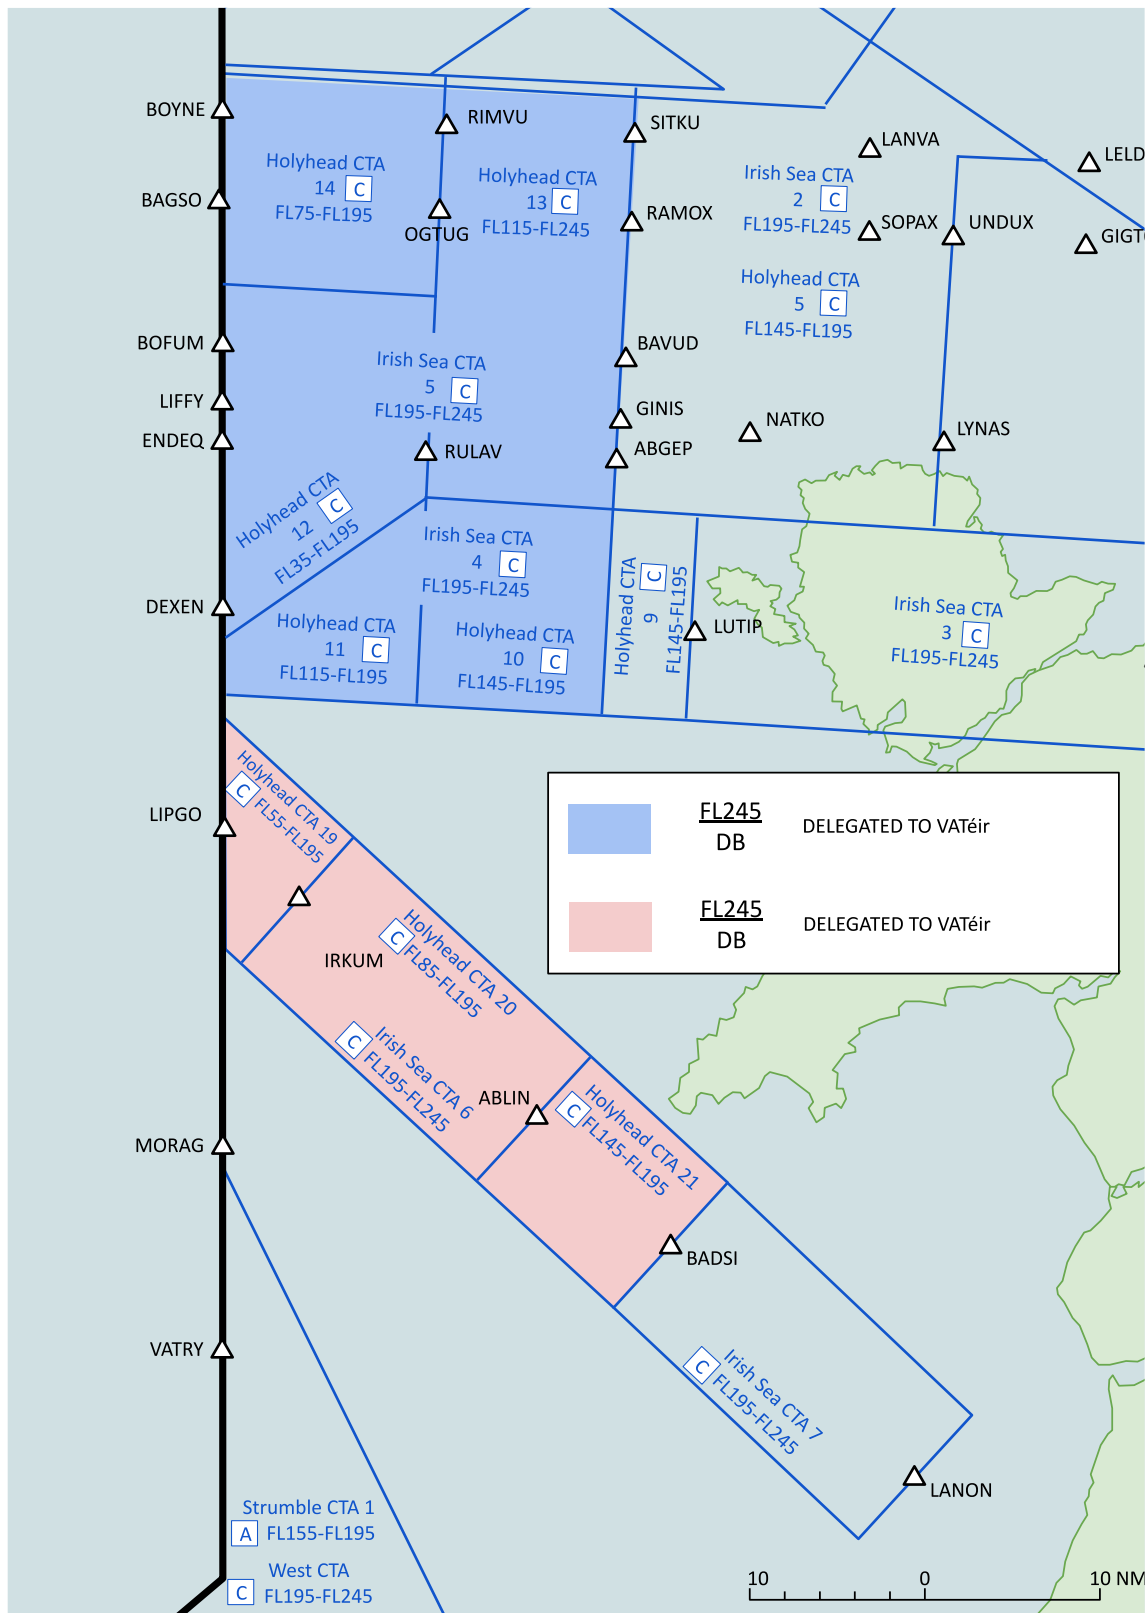 BOYNE
RIMVU
SITKU
LANVA
LELD
Holyhead CTA
14 C
FL75-FL195
Holyhead CTA
13 C
FL115-FL245
Irish Sea CTA
2 C
FL195-FL245
BAGSO
OGTUG
RAMOX
SOPAX
UNDUX
GIGT
Holyhead CTA
5 C
FL145-FL195
BOFUM
BAVUD
Irish Sea CTA
5 C
FL195-FL245
LIFFY
GINIS
NATKO
LYNAS
ENDEQ
RULAV
ABGEP
Holyhead CTA
12 C
FL35-FL195
Irish Sea CTA
4 C
FL195-FL245
Holyhead CTA
9 C
FL145-FL195
DEXEN
LUTIP
Irish Sea CTA
3 C
FL195-FL245
Holyhead CTA
11 C
FL115-FL195
Holyhead CTA
10 C
FL145-FL195
Holyhead CTA 19
C FL55-FL195
LIPGO
FL245
DB
DELEGATED TO VATéir
FL245
DB
DELEGATED TO VATéir
IRKUM
Holyhead CTA 20
C FL85-FL195
Irish Sea CTA 6
C FL195-FL245
ABLIN
Holyhead CTA 21
C FL145-FL195
MORAG
BADSI
VATRY
Irish Sea CTA 7
C FL195-FL245
LANON
Strumble CTA 1
A FL155-FL195
West CTA
C FL195-FL245
10 0 10 NM